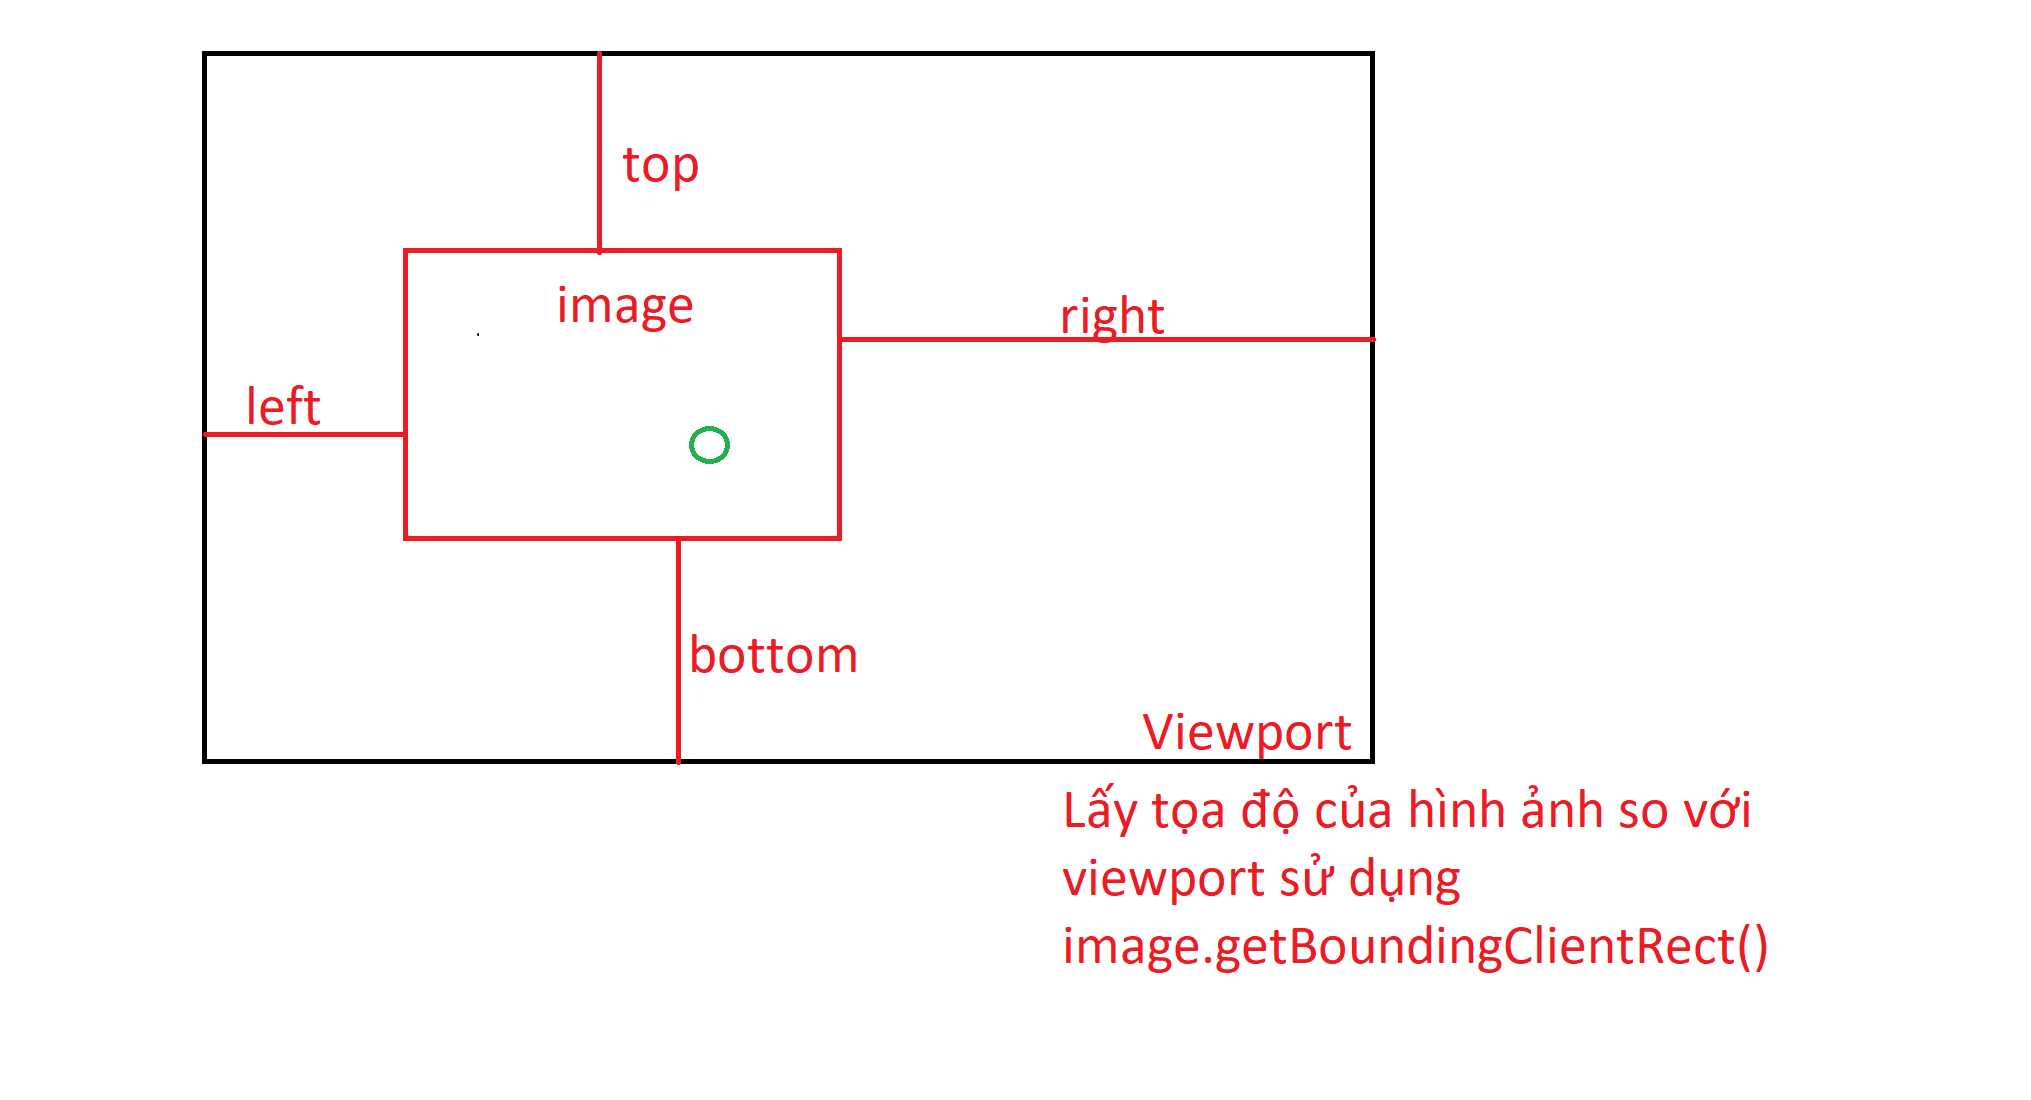 top
image
right
left
bottom
Viewport
Lấy tọa độ của hình ảnh so với
viewport sử dụng
image.getBoundingClientRect()